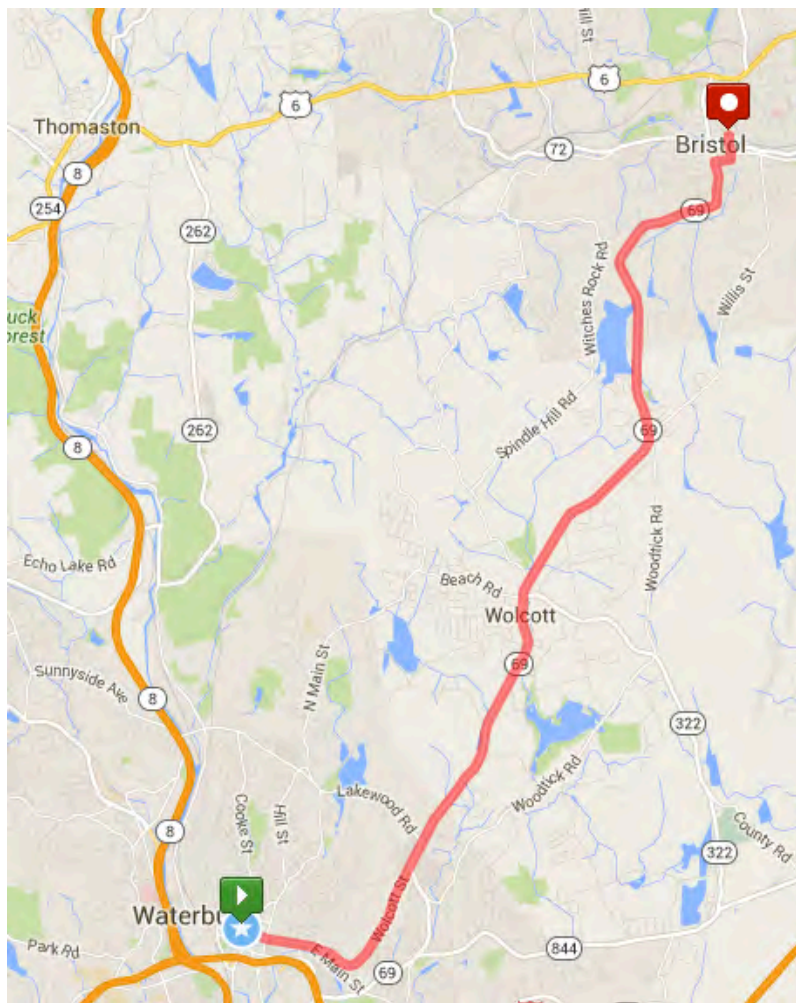 Hill St
6
6
Thomaston
Bristol
72
8
254
69
262
Witches Rock Rd
Willis St
uck
orest
Spindle Hill Rd
262
69
8
Woodtick Rd
Echo Lake Rd
Beach Rd
Wolcott
69
Sunnyside Ave
N Main St
8
322
Woodtick Rd
Lakewood Rd
Cooke St
Hill St
8
County Rd
322
Wolcott St
Waterbu
Park Rd
E Main St
844
69